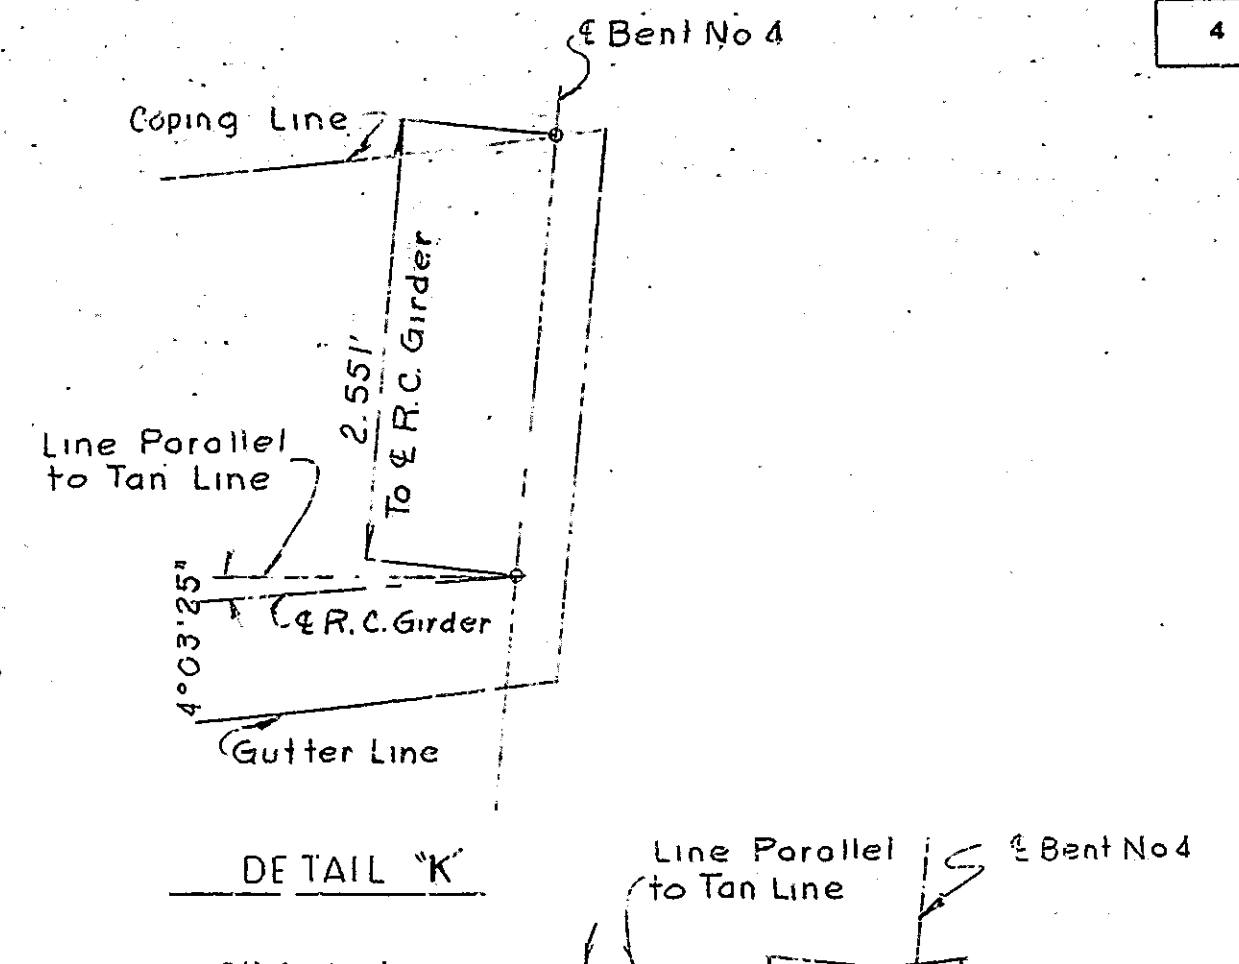 ℄ Bent No 4
4
Coping Line
2.551'
To ℄ R.C. Girder
Line Parallel
to Tan Line
4°03'25"
℄ R.C. Girder
Gutter Line
DETAIL "K"
Line Parallel
to Tan Line
℄ Bent No 4